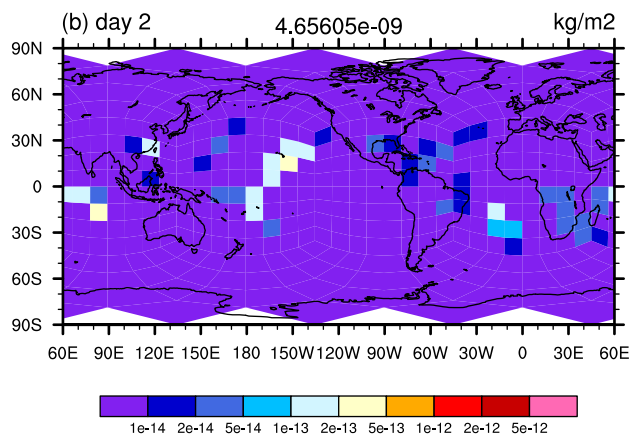 (b) day 2 4.65605e-09 kg/m2
90N
60N
30N
0
30S
60S
90S
60E 90E 120E 150E 180 150W 120W 90W 60W 30W 0 30E 60E
1e-14 2e-14 5e-14 1e-13 2e-13 5e-13 1e-12 2e-12 5e-12